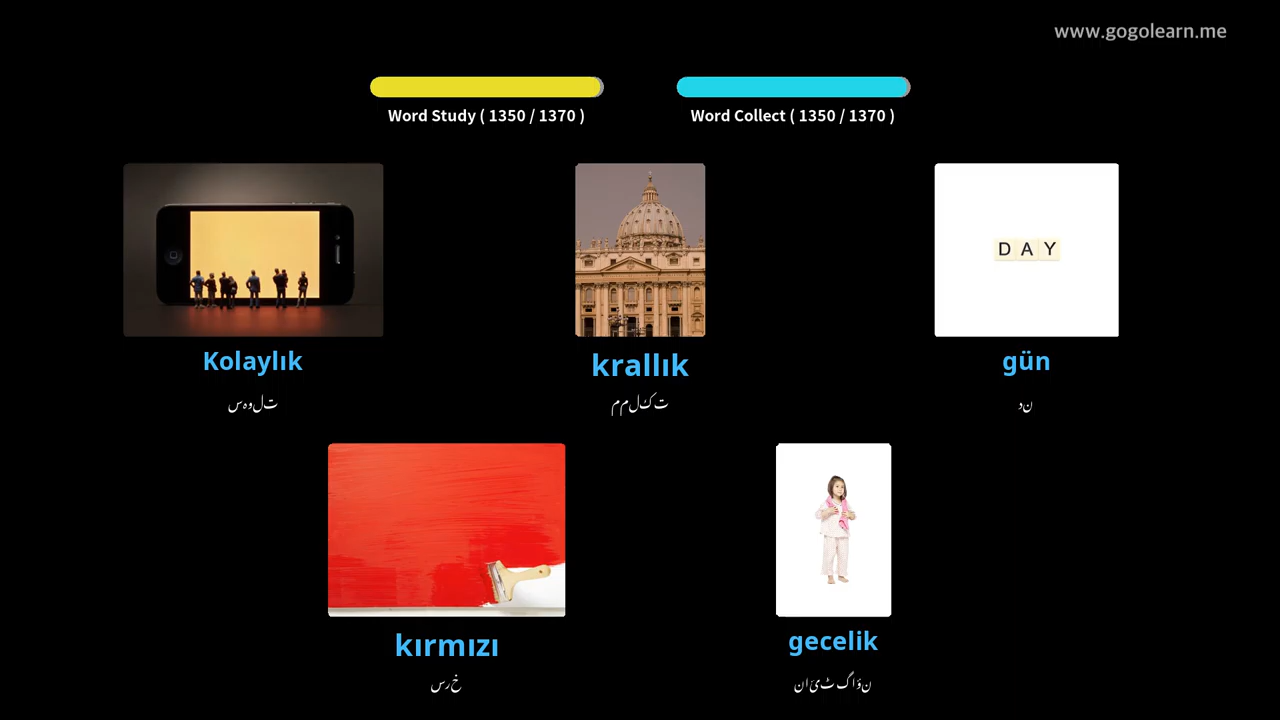 www.gogolearn.me
Word Study ( 1350 / 1370 )
Word Collect ( 1350 / 1370 )
Kolaylık
سہولت
krallık
مملکت
gün
دن
kırmızı
سرخ
gecelik
نائٹ گاؤن
DAY